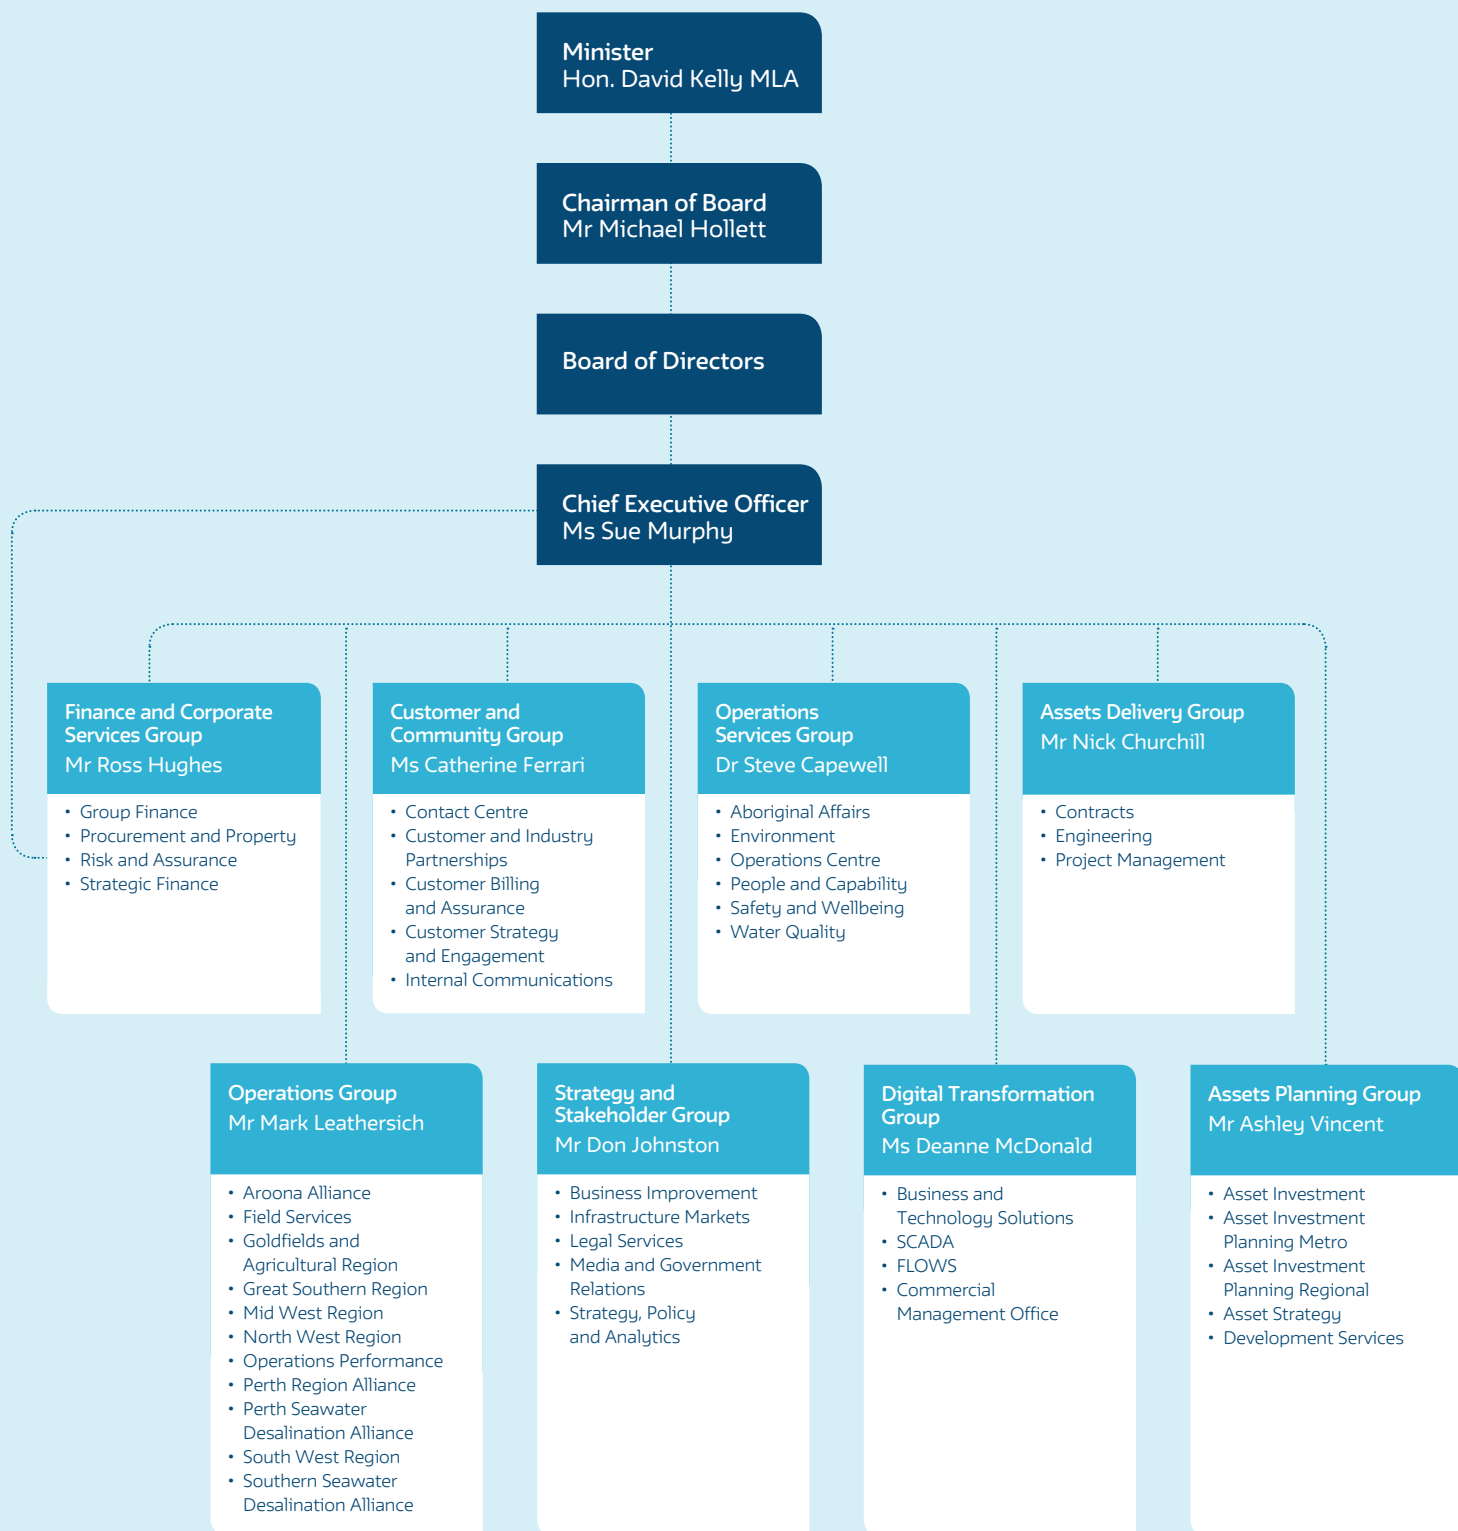 Minister
Hon. David Kelly MLA
Chairman of Board
Mr Michael Hollett
Board of Directors
Chief Executive Officer
Ms Sue Murphy
Finance and Corporate
Services Group
Mr Ross Hughes
• Group Finance
• Procurement and Property
• Risk and Assurance
• Strategic Finance
Customer and
Community Group
Ms Catherine Ferrari
• Contact Centre
• Customer and Industry
Partnerships
• Customer Billing
and Assurance
• Customer Strategy
and Engagement
• Internal Communications
Operations
Services Group
Dr Steve Capewell
• Aboriginal Affairs
• Environment
• Operations Centre
• People and Capability
• Safety and Wellbeing
• Water Quality
Assets Delivery Group
Mr Nick Churchill
• Contracts
• Engineering
• Project Management
Operations Group
Mr Mark Leathersich
• Aroona Alliance
• Field Services
• Goldfields and
Agricultural Region
• Great Southern Region
• Mid West Region
• North West Region
• Operations Performance
• Perth Region Alliance
• Perth Seawater
Desalination Alliance
• South West Region
• Southern Seawater
Desalination Alliance
Strategy and
Stakeholder Group
Mr Don Johnston
• Business Improvement
• Infrastructure Markets
• Legal Services
• Media and Government
Relations
• Strategy, Policy
and Analytics
Digital Transformation
Group
Ms Deanne McDonald
• Business and
Technology Solutions
• SCADA
• FLOWS
• Commercial
Management Office
Assets Planning Group
Mr Ashley Vincent
• Asset Investment
• Asset Investment
Planning Metro
• Asset Investment
Planning Regional
• Asset Strategy
• Development Services